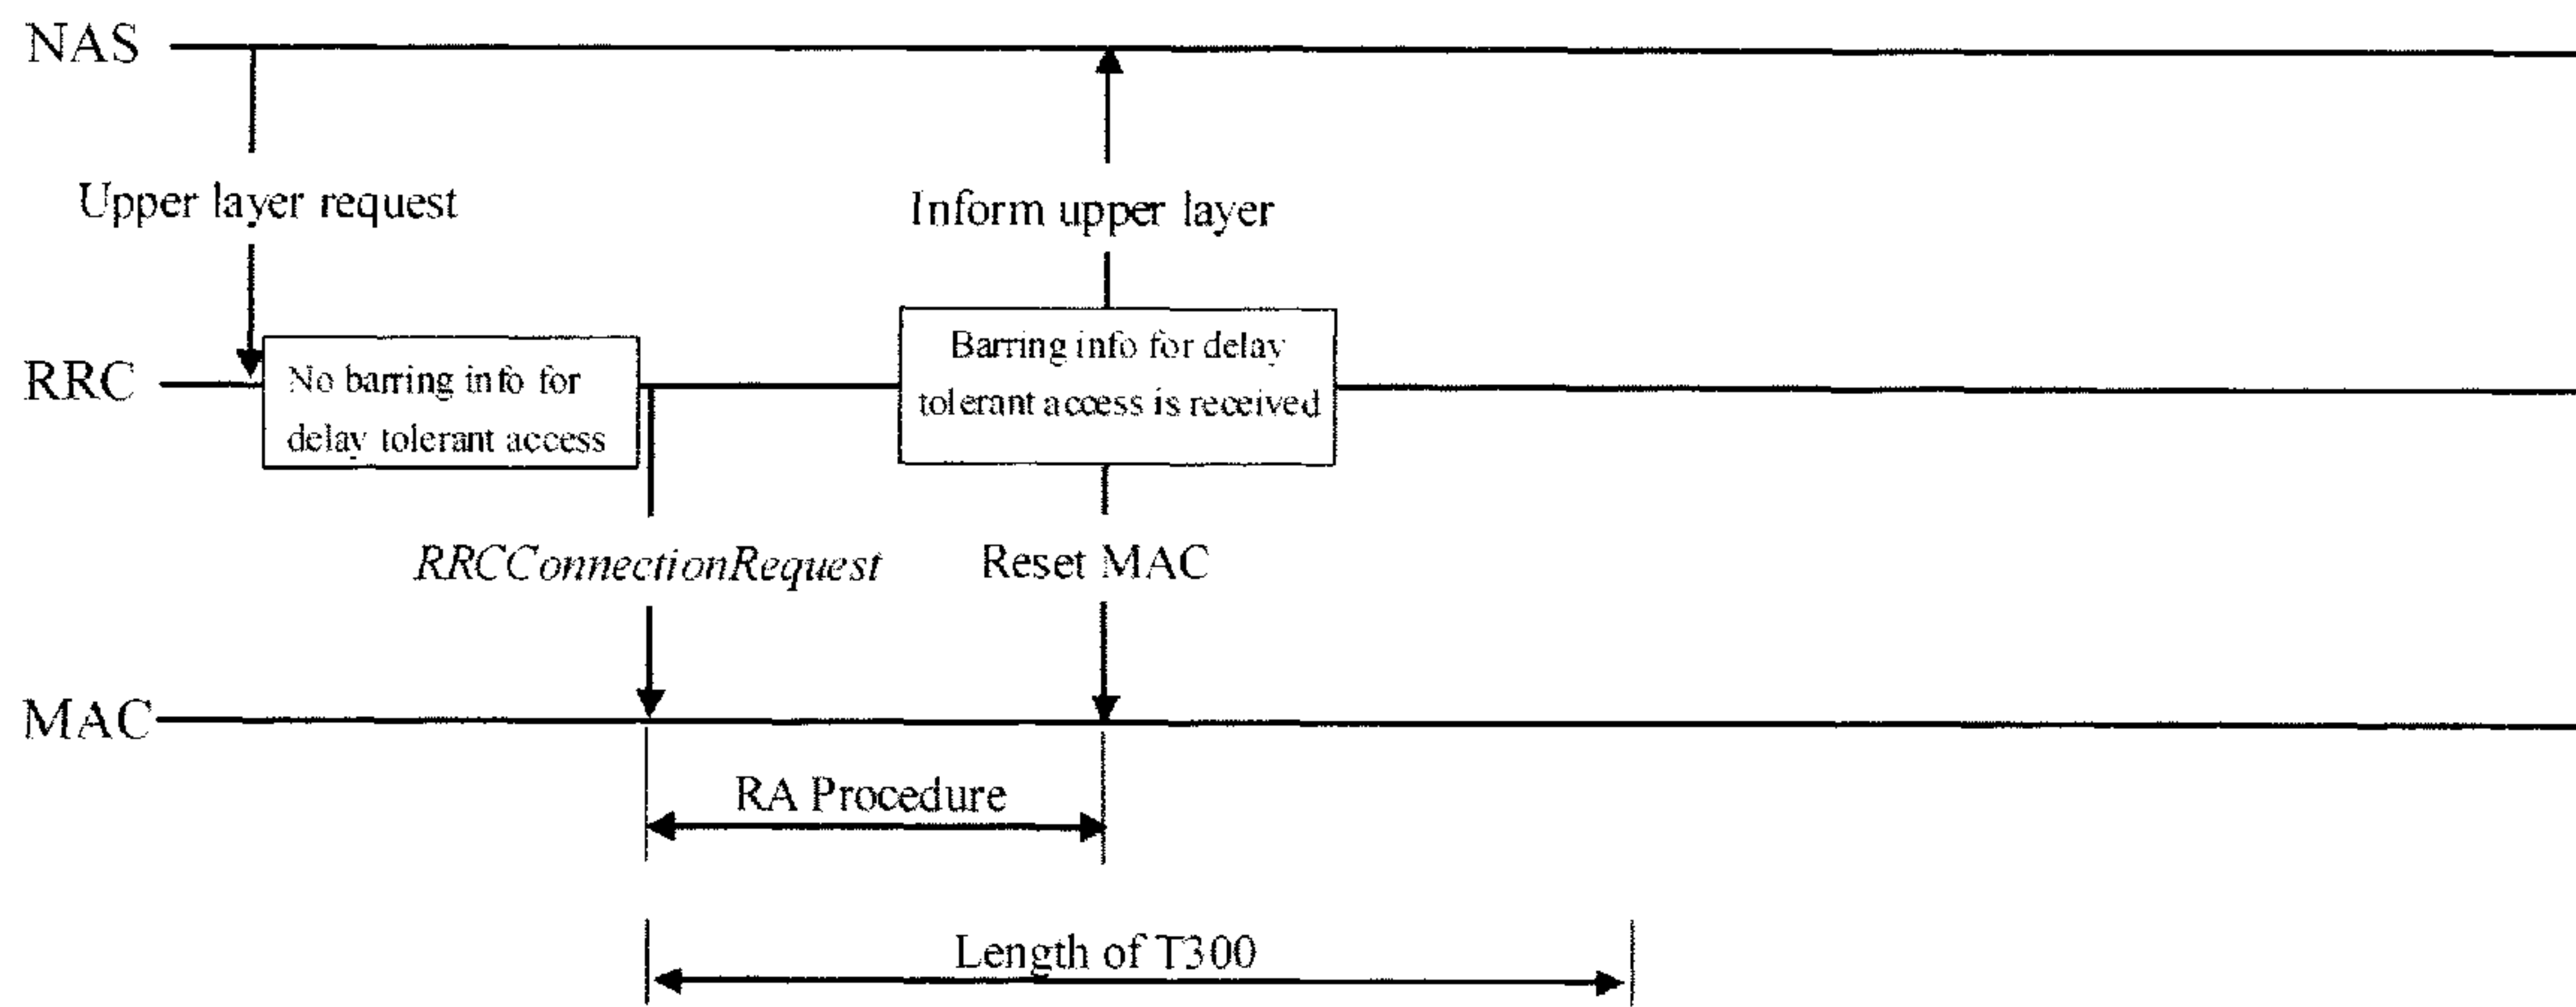 NAS
Upper layer request
Inform upper layer
RRC
No barring info for
delay tolerant access
Barring info for delay
tolerant access is received
RRCConnectionRequest
Reset MAC
MAC
RA Procedure
Length of T300